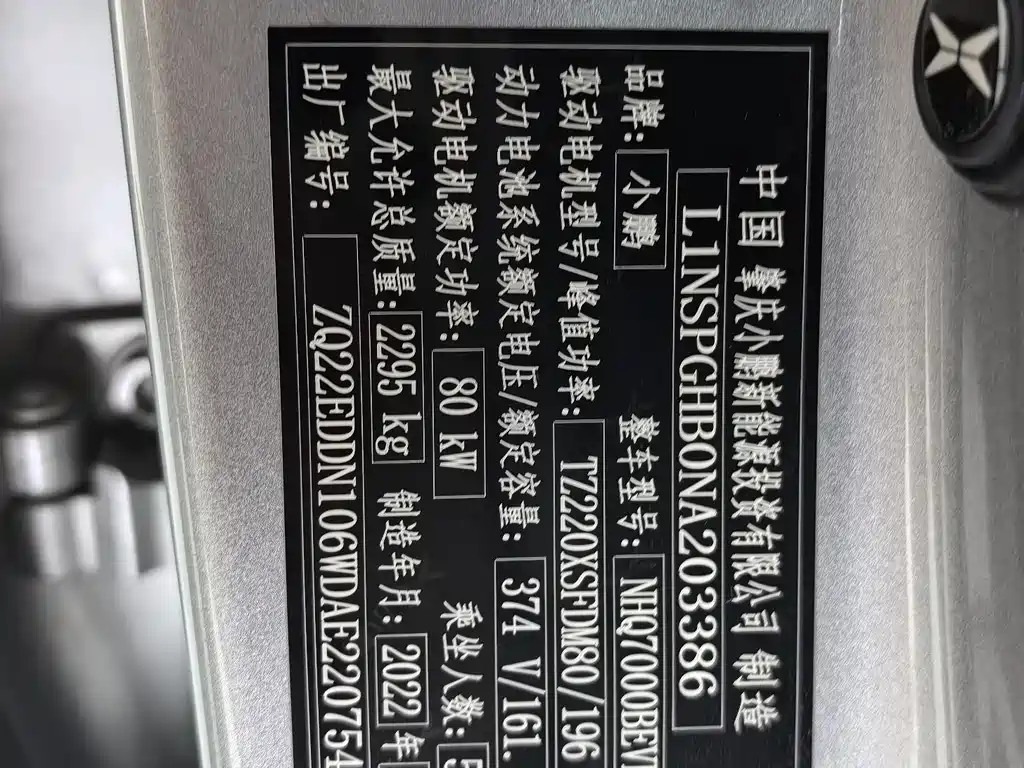 中国 肇庆小鹏新能源投资有限公司 制造
L1NSPGHB0NA203386
品牌: 小鹏 整车型号: NHQ7000BEV
驱动电机型号/峰值功率: TZ220XSFDM80/196
动力电池系统额定电压/额定容量: 374 V/161.
驱动电机额定功率: 80 kW 乘坐人数: 5
最大允许总质量: 2295 kg 制造年月: 2022 年
出厂编号: ZQ22EDDN106WDAE220754